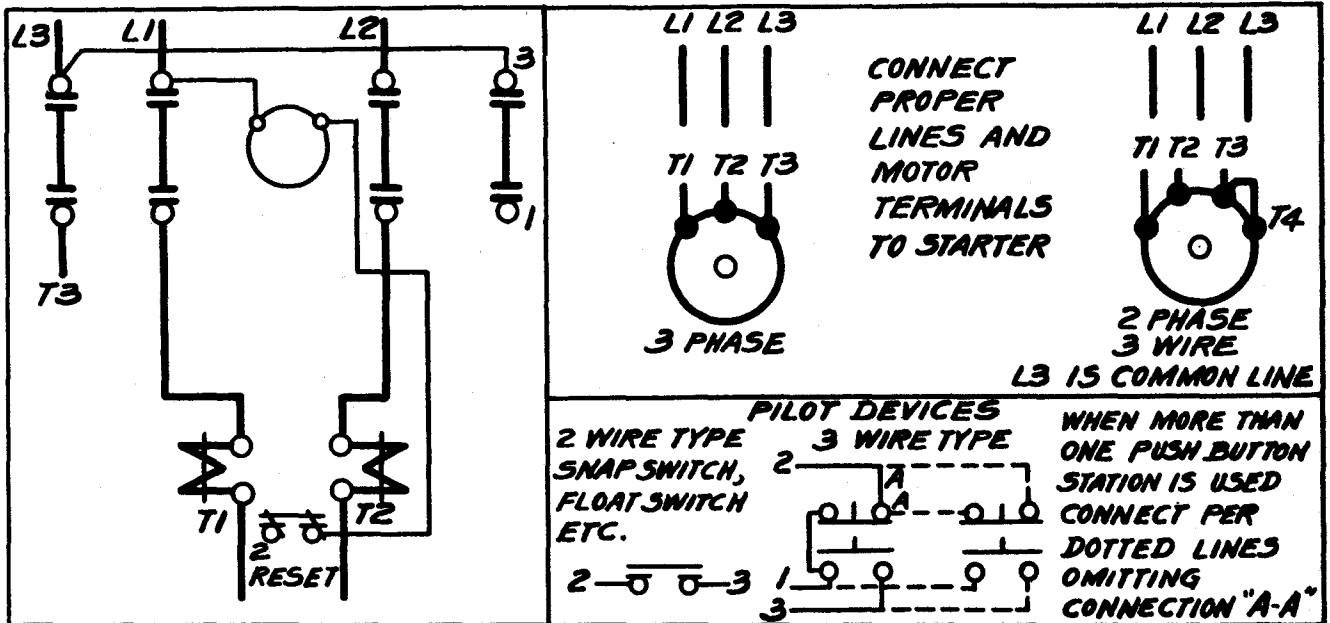 L3 L1 L2
3
1
T3
T1 T2
2
RESET
L1 L2 L3
T1 T2 T3
3 PHASE
CONNECT
PROPER
LINES AND
MOTOR
TERMINALS
TO STARTER
L1 L2 L3
T1 T2 T3
T4
2 PHASE
3 WIRE
L3 IS COMMON LINE
PILOT DEVICES
2 WIRE TYPE
SNAP SWITCH,
FLOAT SWITCH
ETC.
2 3
3 WIRE TYPE
2
A
A
1
3
WHEN MORE THAN
ONE PUSH BUTTON
STATION IS USED
CONNECT PER
DOTTED LINES
OMITTING
CONNECTION "A-A"